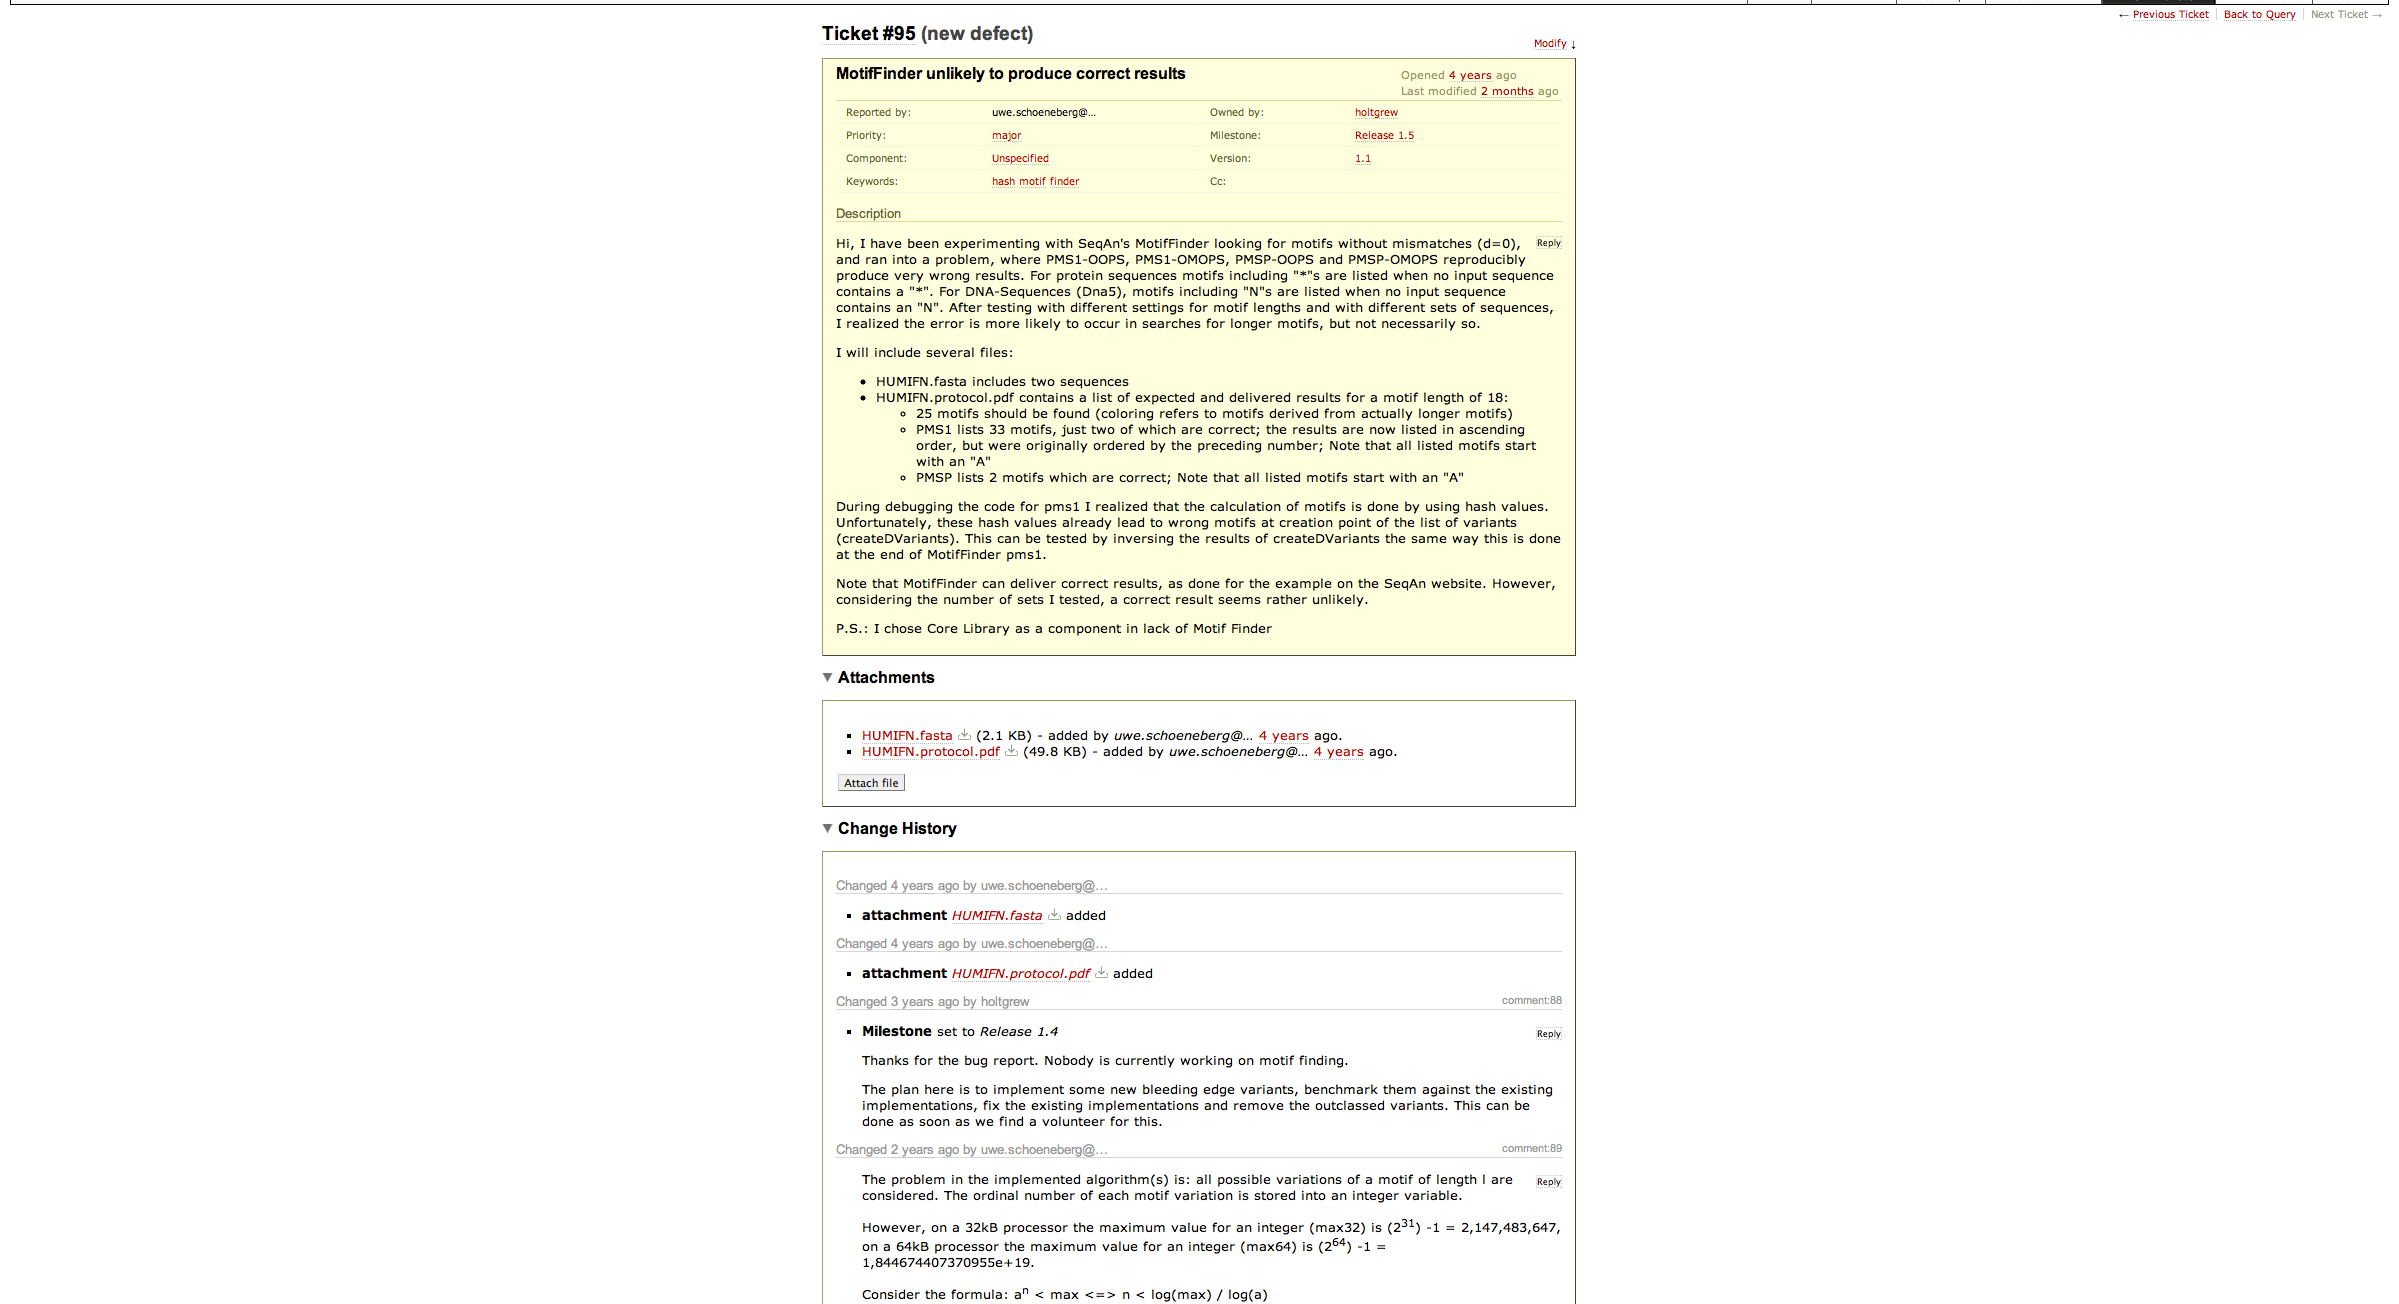 ← Previous Ticket | Back to Query | Next Ticket →
Ticket #95 (new defect)
Modify ↓
MotifFinder unlikely to produce correct results
Opened 4 years ago
Last modified 2 months ago
Reported by: uwe.schoeneberg@… Owned by: holtgrew
Priority: major Milestone: Release 1.5
Component: Unspecified Version: 1.1
Keywords: hash motif finder Cc:
Description
Reply
Hi, I have been experimenting with SeqAn's MotifFinder looking for motifs without mismatches (d=0),
and ran into a problem, where PMS1-OOPS, PMS1-OMOPS, PMSP-OOPS and PMSP-OMOPS reproducibly
produce very wrong results. For protein sequences motifs including "*"s are listed when no input sequence
contains a "*". For DNA-Sequences (Dna5), motifs including "N"s are listed when no input sequence
contains an "N". After testing with different settings for motif lengths and with different sets of sequences,
I realized the error is more likely to occur in searches for longer motifs, but not necessarily so.
I will include several files:
• HUMIFN.fasta includes two sequences
• HUMIFN.protocol.pdf contains a list of expected and delivered results for a motif length of 18:
◦ 25 motifs should be found (coloring refers to motifs derived from actually longer motifs)
◦ PMS1 lists 33 motifs, just two of which are correct; the results are now listed in ascending
order, but were originally ordered by the preceding number; Note that all listed motifs start
with an "A"
◦ PMSP lists 2 motifs which are correct; Note that all listed motifs start with an "A"
During debugging the code for pms1 I realized that the calculation of motifs is done by using hash values.
Unfortunately, these hash values already lead to wrong motifs at creation point of the list of variants
(createDVariants). This can be tested by inversing the results of createDVariants the same way this is done
at the end of MotifFinder pms1.
Note that MotifFinder can deliver correct results, as done for the example on the SeqAn website. However,
considering the number of sets I tested, a correct result seems rather unlikely.
P.S.: I chose Core Library as a component in lack of Motif Finder
▼ Attachments
▪ HUMIFN.fasta (2.1 KB) - added by uwe.schoeneberg@… 4 years ago.
▪ HUMIFN.protocol.pdf (49.8 KB) - added by uwe.schoeneberg@… 4 years ago.
Attach file
▼ Change History
Changed 4 years ago by uwe.schoeneberg@…
▪ attachment HUMIFN.fasta added
Changed 4 years ago by uwe.schoeneberg@…
▪ attachment HUMIFN.protocol.pdf added
Changed 3 years ago by holtgrew comment:88
▪ Milestone set to Release 1.4
Reply
Thanks for the bug report. Nobody is currently working on motif finding.
The plan here is to implement some new bleeding edge variants, benchmark them against the existing
implementations, fix the existing implementations and remove the outclassed variants. This can be
done as soon as we find a volunteer for this.
Changed 2 years ago by uwe.schoeneberg@… comment:89
Reply
The problem in the implemented algorithm(s) is: all possible variations of a motif of length l are
considered. The ordinal number of each motif variation is stored into an integer variable.
However, on a 32kB processor the maximum value for an integer (max32) is (2^31) -1 = 2,147,483,647,
on a 64kB processor the maximum value for an integer (max64) is (2^64) -1 =
1,844674407370955e+19.
Consider the formula: a^n < max <=> n < log(max) / log(a)